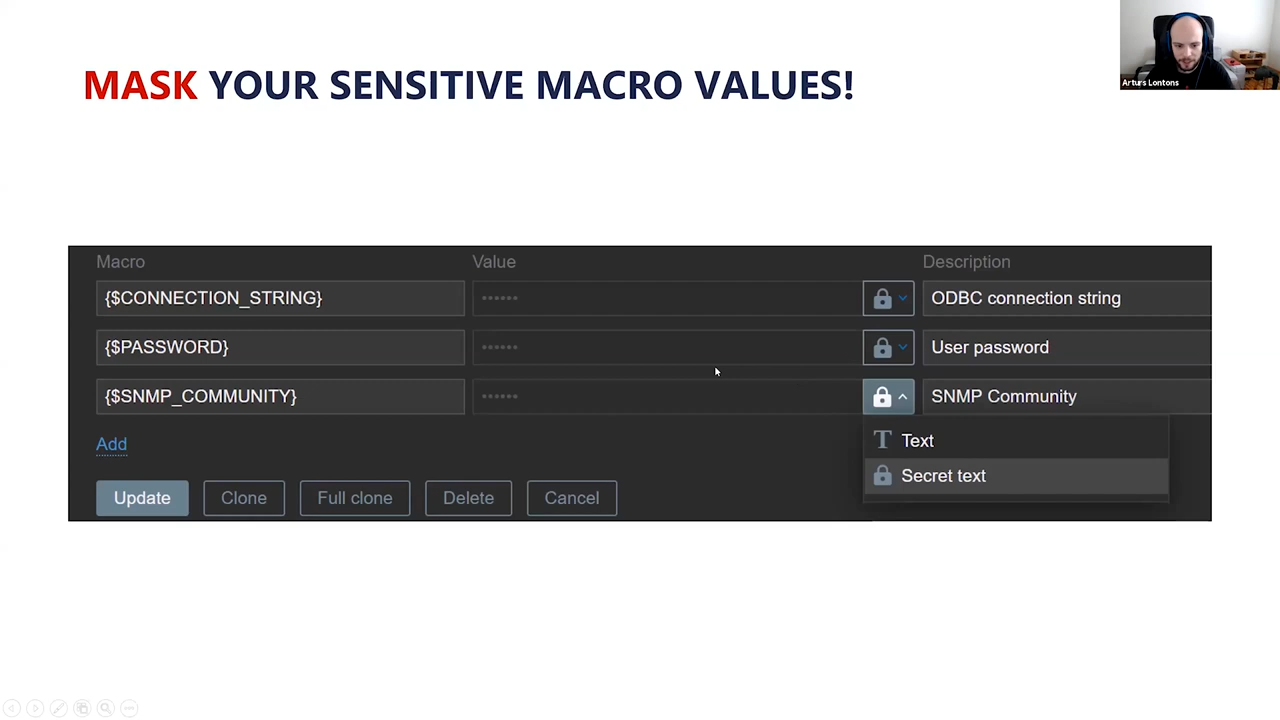 MASK YOUR SENSITIVE MACRO VALUES!
Arturs Lontons
Macro Value Description
{$CONNECTION_STRING} •••••• ODBC connection string
{$PASSWORD} •••••• User password
{$SNMP_COMMUNITY} •••••• SNMP Community
Add
T Text
Secret text
Update Clone Full clone Delete Cancel